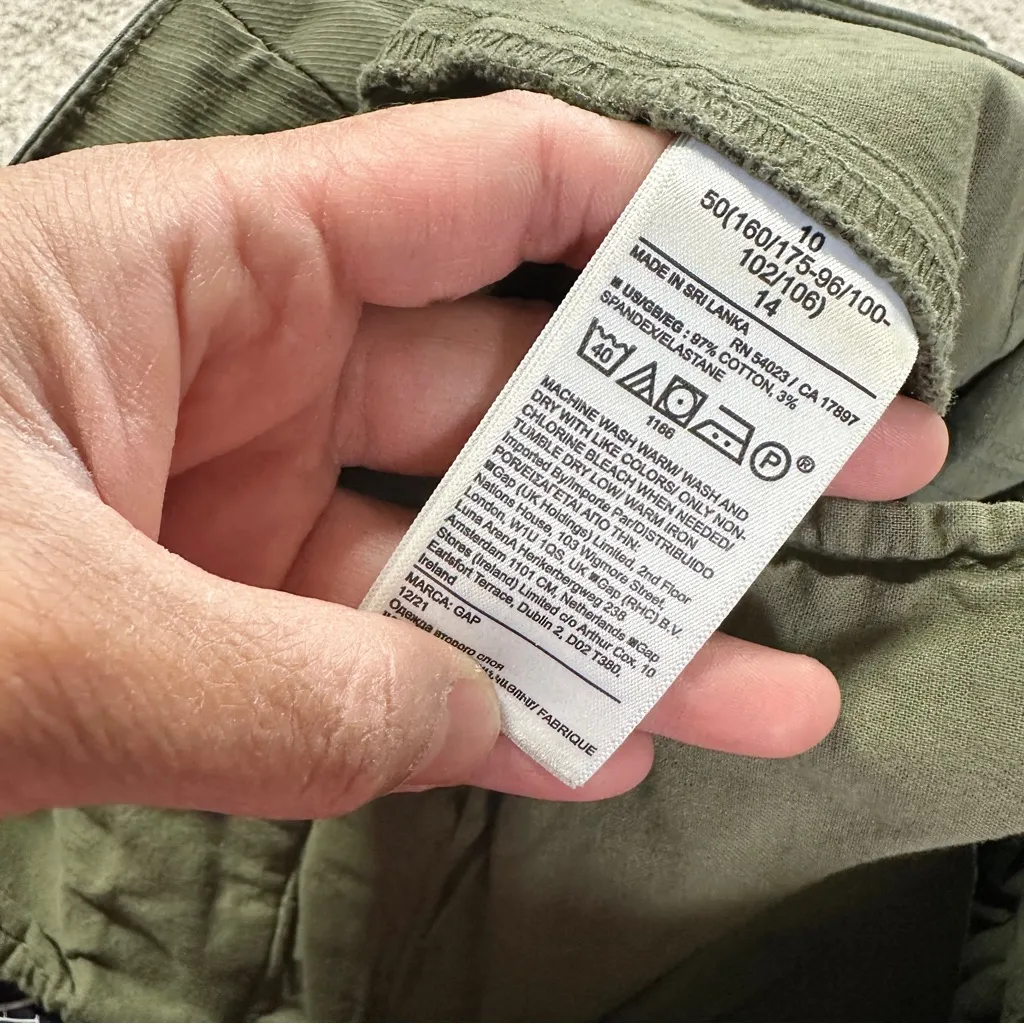 10
50(160/175-96/100-
102/106)
14
MADE IN SRI LANKA
RN 54023 / CA 17897
■ US/GB/EG : 97% COTTON, 3%
SPANDEX/ELASTANE
40
P ®
1166
MACHINE WASH WARM/ WASH AND
DRY WITH LIKE COLORS/ ONLY NON-
CHLORINE BLEACH WHEN NEEDED/
TUMBLE DRY LOW/ WARM IRON
Imported By/Importé Par/DISTRIBUIDO
POR/ΕΙΣΑΓΕΤΑΙ ΑΠΟ ΤΗΝ:
■Gap (UK Holdings) Limited, 2nd Floor
Nations House, 103 Wigmore Street,
London, W1U 1QS, UK ■Gap (RHC) B.V.
Luna Arena Herikerbergweg 238
Amsterdam 1101 CM, Netherlands ■Gap
Stores (Ireland) Limited c/o Arthur Cox, 10
Earlsfort Terrace, Dublin 2, D02 T380,
Ireland
MARCA: GAP
12/21
Одежда второго слоя
FABRIQUE